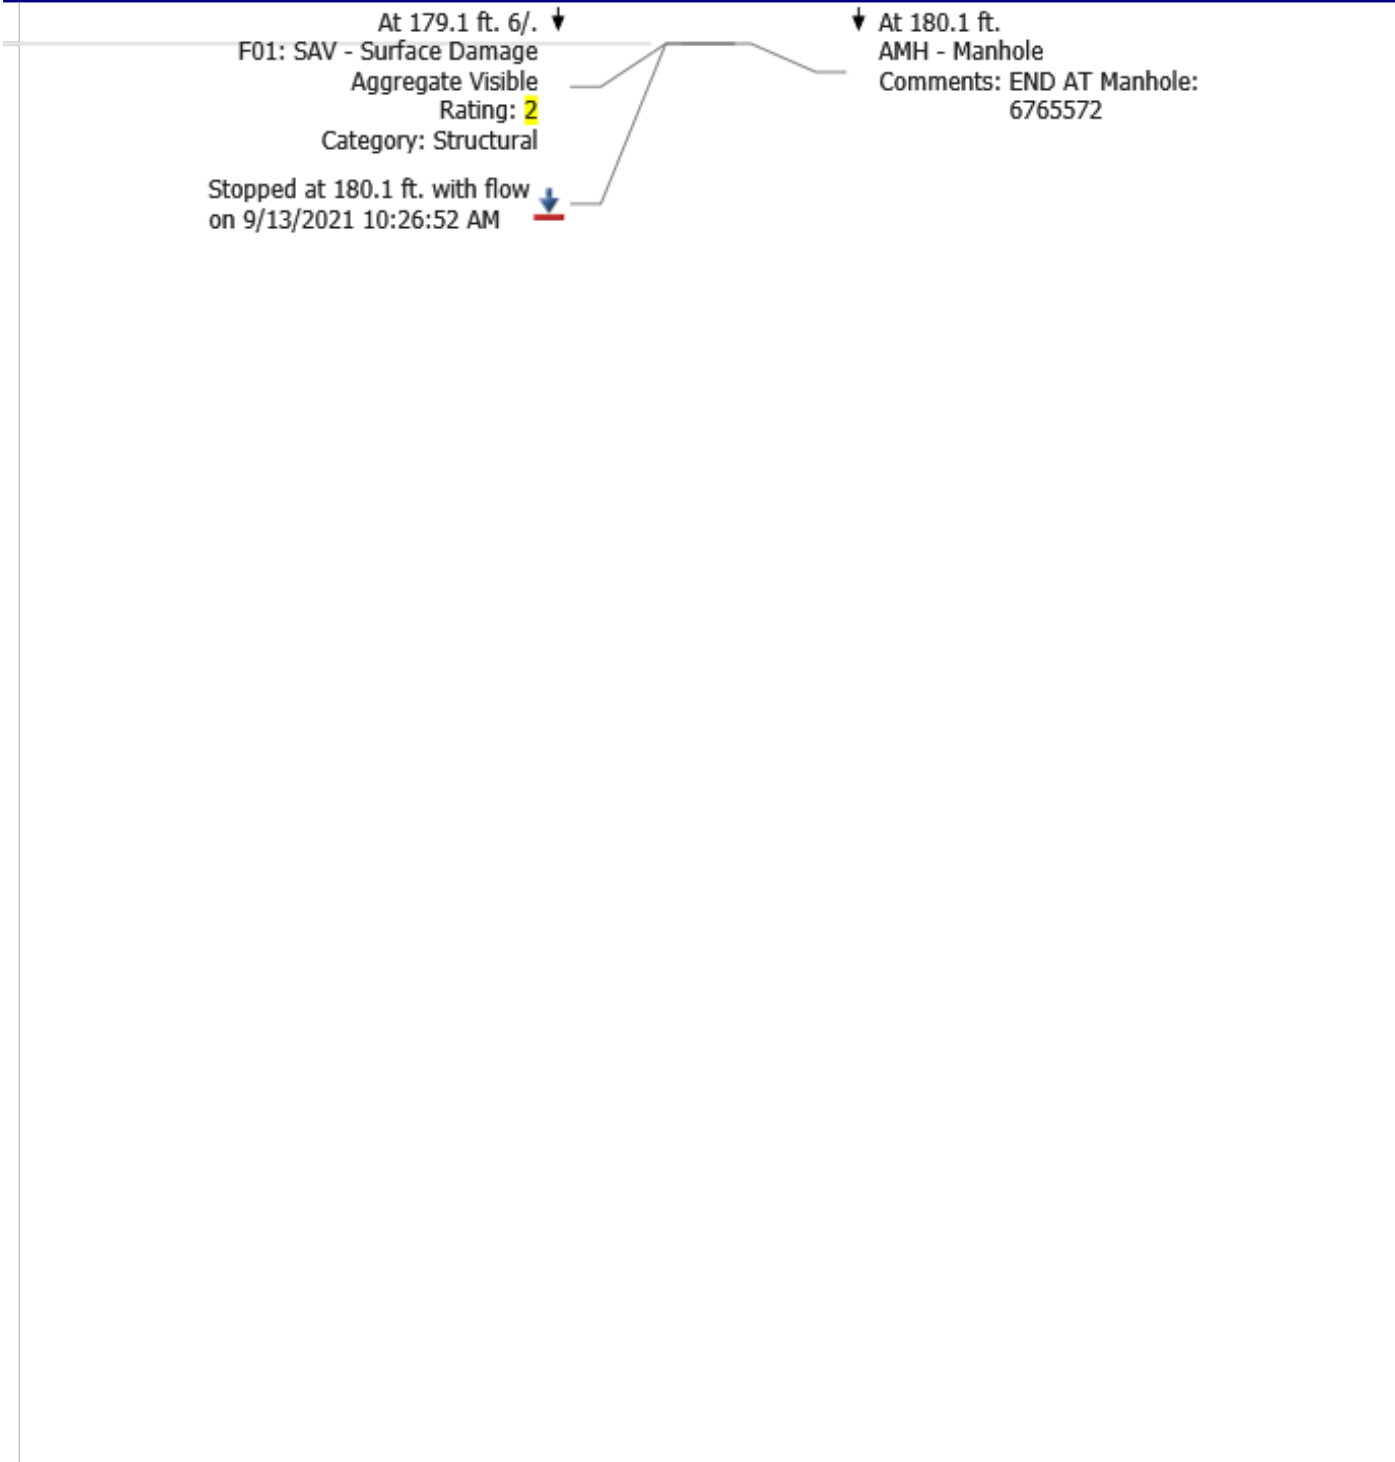 At 179.1 ft. 6/.
F01: SAV - Surface Damage
Aggregate Visible
Rating: 2
Category: Structural
Stopped at 180.1 ft. with flow
on 9/13/2021 10:26:52 AM
At 180.1 ft.
AMH - Manhole
Comments: END AT Manhole:
6765572